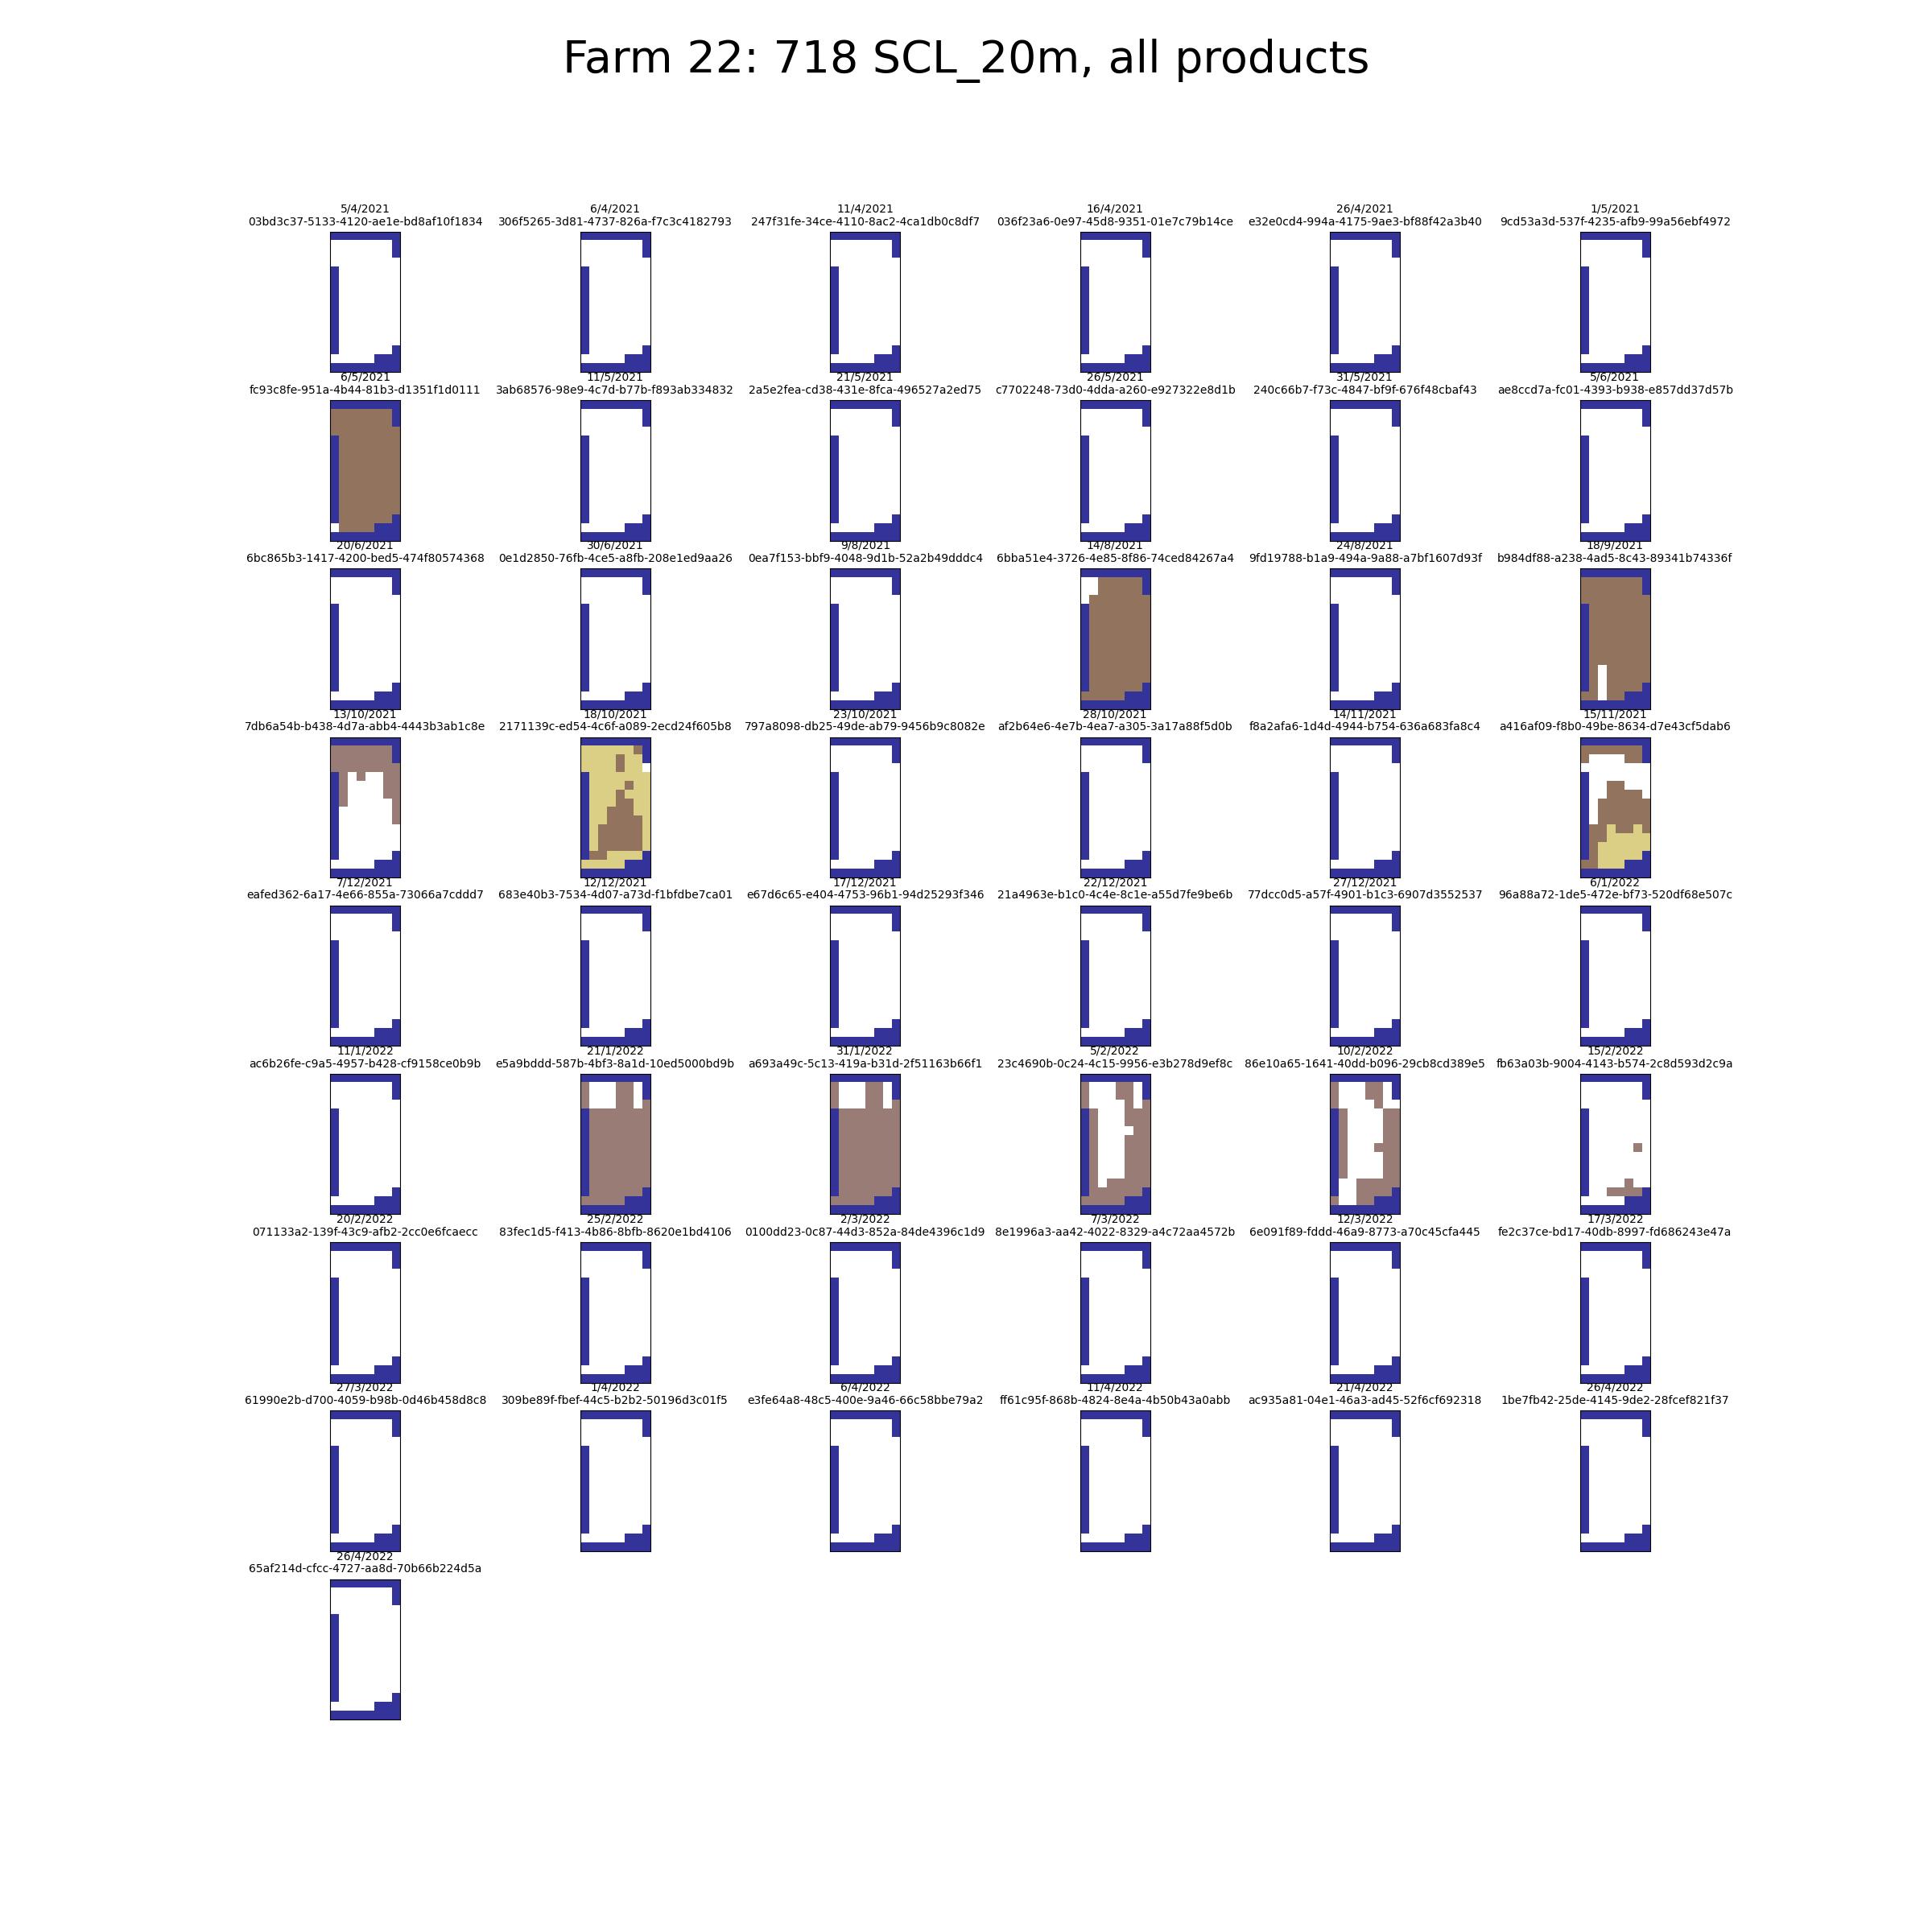 Farm 22: 718 SCL_20m, all products
5/4/2021
03bd3c37-5133-4120-ae1e-bd8af10f1834
6/4/2021
306f5265-3d81-4737-826a-f7c3c4182793
11/4/2021
247f31fe-34ce-4110-8ac2-4ca1db0c8df7
16/4/2021
036f23a6-0e97-45d8-9351-01e7c79b14ce
26/4/2021
e32e0cd4-994a-4175-9ae3-bf88f42a3b40
1/5/2021
9cd53a3d-537f-4235-afb9-99a56ebf4972
6/5/2021
fc93c8fe-951a-4b44-81b3-d1351f1d0111
11/5/2021
3ab68576-98e9-4c7d-b77b-f893ab334832
21/5/2021
2a5e2fea-cd38-431e-8fca-496527a2ed75
26/5/2021
c7702248-73d0-4dda-a260-e927322e8d1b
31/5/2021
240c66b7-f73c-4847-bf9f-676f48cbaf43
5/6/2021
ae8ccd7a-fc01-4393-b938-e857dd37d57b
20/6/2021
6bc865b3-1417-4200-bed5-474f80574368
30/6/2021
0e1d2850-76fb-4ce5-a8fb-208e1ed9aa26
9/8/2021
0ea7f153-bbf9-4048-9d1b-52a2b49dddc4
14/8/2021
6bba51e4-3726-4e85-8f86-74ced84267a4
24/8/2021
9fd19788-b1a9-494a-9a88-a7bf1607d93f
18/9/2021
b984df88-a238-4ad5-8c43-89341b74336f
13/10/2021
7db6a54b-b438-4d7a-abb4-4443b3ab1c8e
18/10/2021
2171139c-ed54-4c6f-a089-2ecd24f605b8
23/10/2021
797a8098-db25-49de-ab79-9456b9c8082e
28/10/2021
af2b64e6-4e7b-4ea7-a305-3a17a88f5d0b
14/11/2021
f8a2afa6-1d4d-4944-b754-636a683fa8c4
15/11/2021
a416af09-f8b0-49be-8634-d7e43cf5dab6
7/12/2021
eafed362-6a17-4e66-855a-73066a7cddd7
12/12/2021
683e40b3-7534-4d07-a73d-f1bfdbe7ca01
17/12/2021
e67d6c65-e404-4753-96b1-94d25293f346
22/12/2021
21a4963e-b1c0-4c4e-8c1e-a55d7fe9be6b
27/12/2021
77dcc0d5-a57f-4901-b1c3-6907d3552537
6/1/2022
96a88a72-1de5-472e-bf73-520df68e507c
11/1/2022
ac6b26fe-c9a5-4957-b428-cf9158ce0b9b
21/1/2022
e5a9bddd-587b-4bf3-8a1d-10ed5000bd9b
31/1/2022
a693a49c-5c13-419a-b31d-2f51163b66f1
5/2/2022
23c4690b-0c24-4c15-9956-e3b278d9ef8c
10/2/2022
86e10a65-1641-40dd-b096-29cb8cd389e5
15/2/2022
fb63a03b-9004-4143-b574-2c8d593d2c9a
20/2/2022
071133a2-139f-43c9-afb2-2cc0e6fcaecc
25/2/2022
83fec1d5-f413-4b86-8bfb-8620e1bd4106
2/3/2022
0100dd23-0c87-44d3-852a-84de4396c1d9
7/3/2022
8e1996a3-aa42-4022-8329-a4c72aa4572b
12/3/2022
6e091f89-fddd-46a9-8773-a70c45cfa445
17/3/2022
fe2c37ce-bd17-40db-8997-fd686243e47a
27/3/2022
61990e2b-d700-4059-b98b-0d46b458d8c8
1/4/2022
309be89f-fbef-44c5-b2b2-50196d3c01f5
6/4/2022
e3fe64a8-48c5-400e-9a46-66c58bbe79a2
11/4/2022
ff61c95f-868b-4824-8e4a-4b50b43a0abb
21/4/2022
ac935a81-04e1-46a3-ad45-52f6cf692318
26/4/2022
1be7fb42-25de-4145-9de2-28fcef821f37
26/4/2022
65af214d-cfcc-4727-aa8d-70b66b224d5a